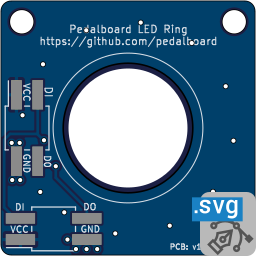 Pedalboard LED Ring
https://github.com/pedalboard
VCC
DI
GND
DO
DI
DO
VCC
GND
PCB: v1
.svg